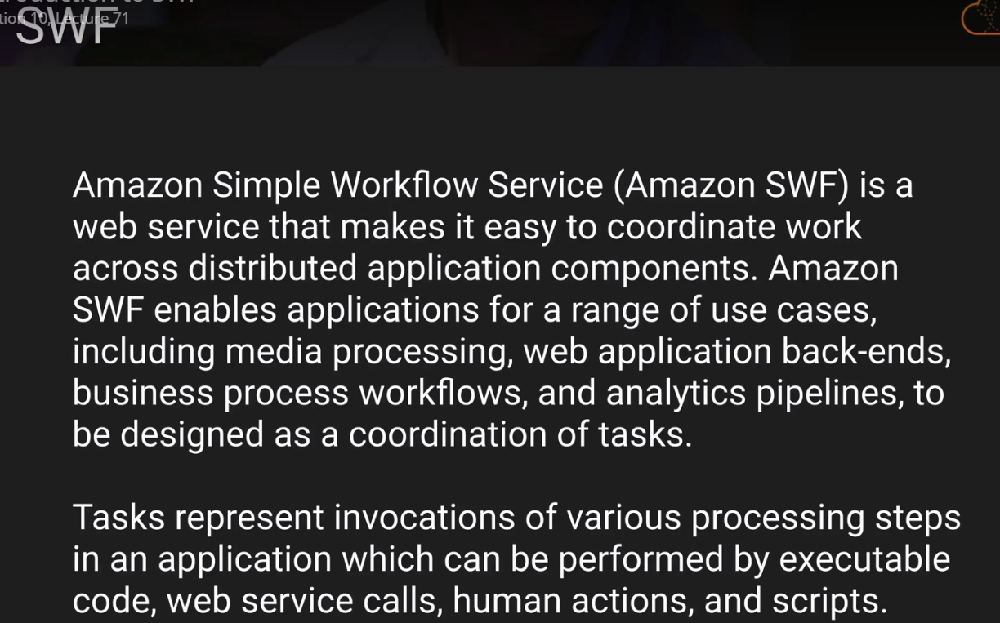 tion 10, Lecture 71
SWF
Amazon Simple Workflow Service (Amazon SWF) is a
web service that makes it easy to coordinate work
across distributed application components. Amazon
SWF enables applications for a range of use cases,
including media processing, web application back-ends,
business process workflows, and analytics pipelines, to
be designed as a coordination of tasks.
Tasks represent invocations of various processing steps
in an application which can be performed by executable
code, web service calls, human actions, and scripts.